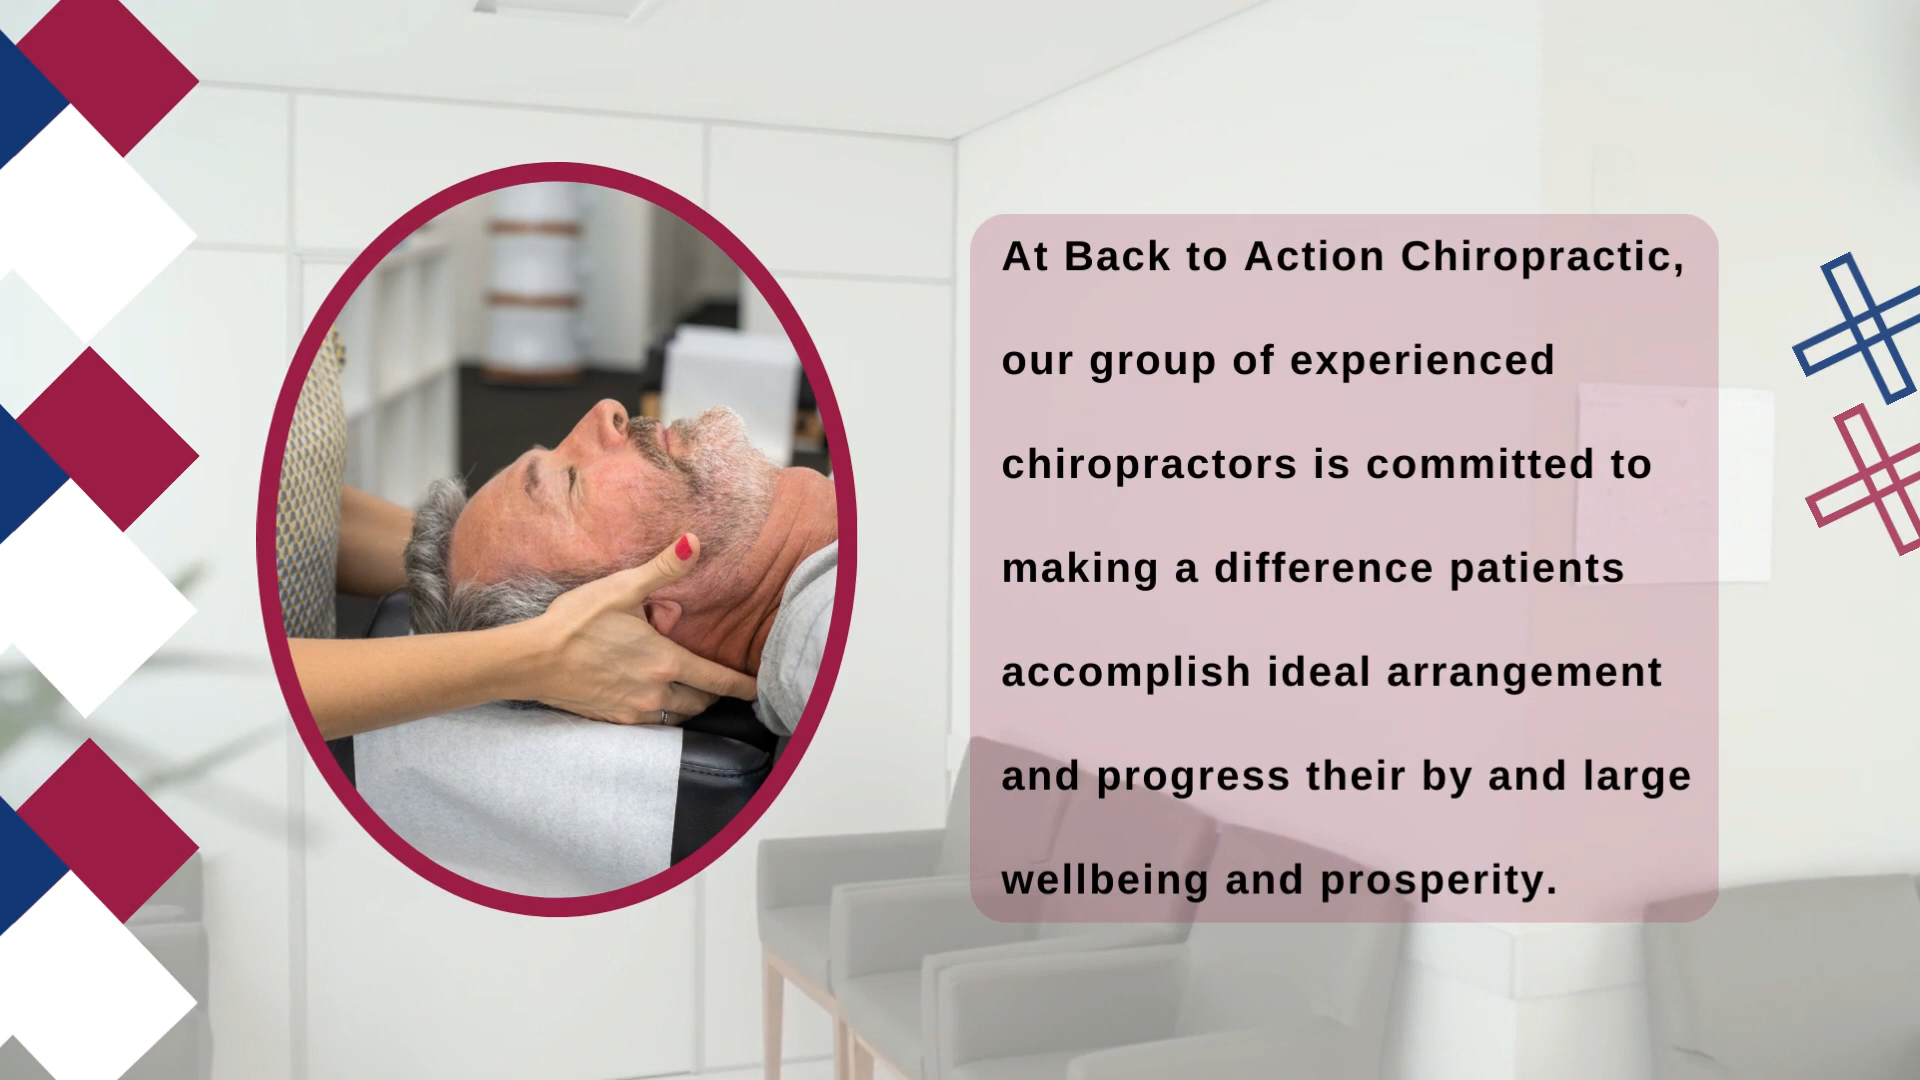 At Back to Action Chiropractic,
our group of experienced
chiropractors is committed to
making a difference patients
accomplish ideal arrangement
and progress their by and large
wellbeing and prosperity.